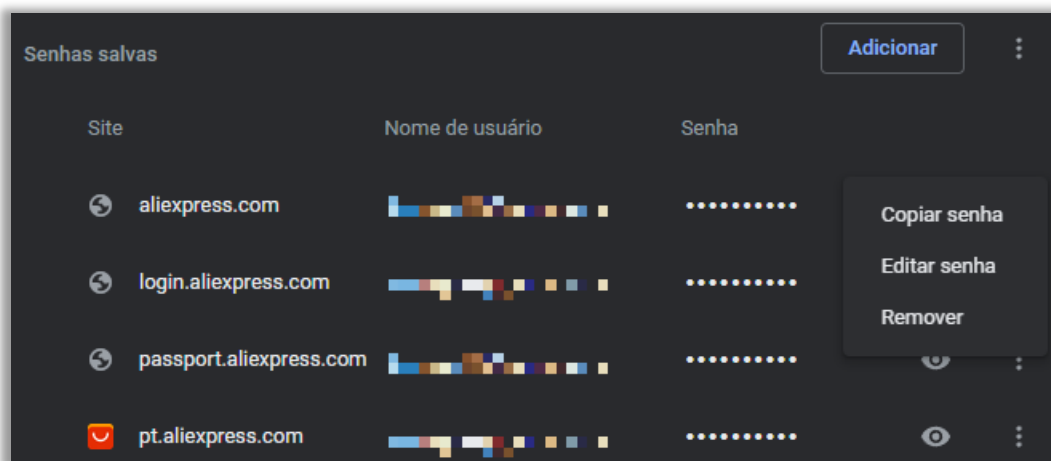 Senhas salvas
Adicionar
Site Nome de usuário Senha
aliexpress.com ••••••••••
Copiar senha
login.aliexpress.com ••••••••••
Editar senha
Remover
passport.aliexpress.com ••••••••••
pt.aliexpress.com ••••••••••